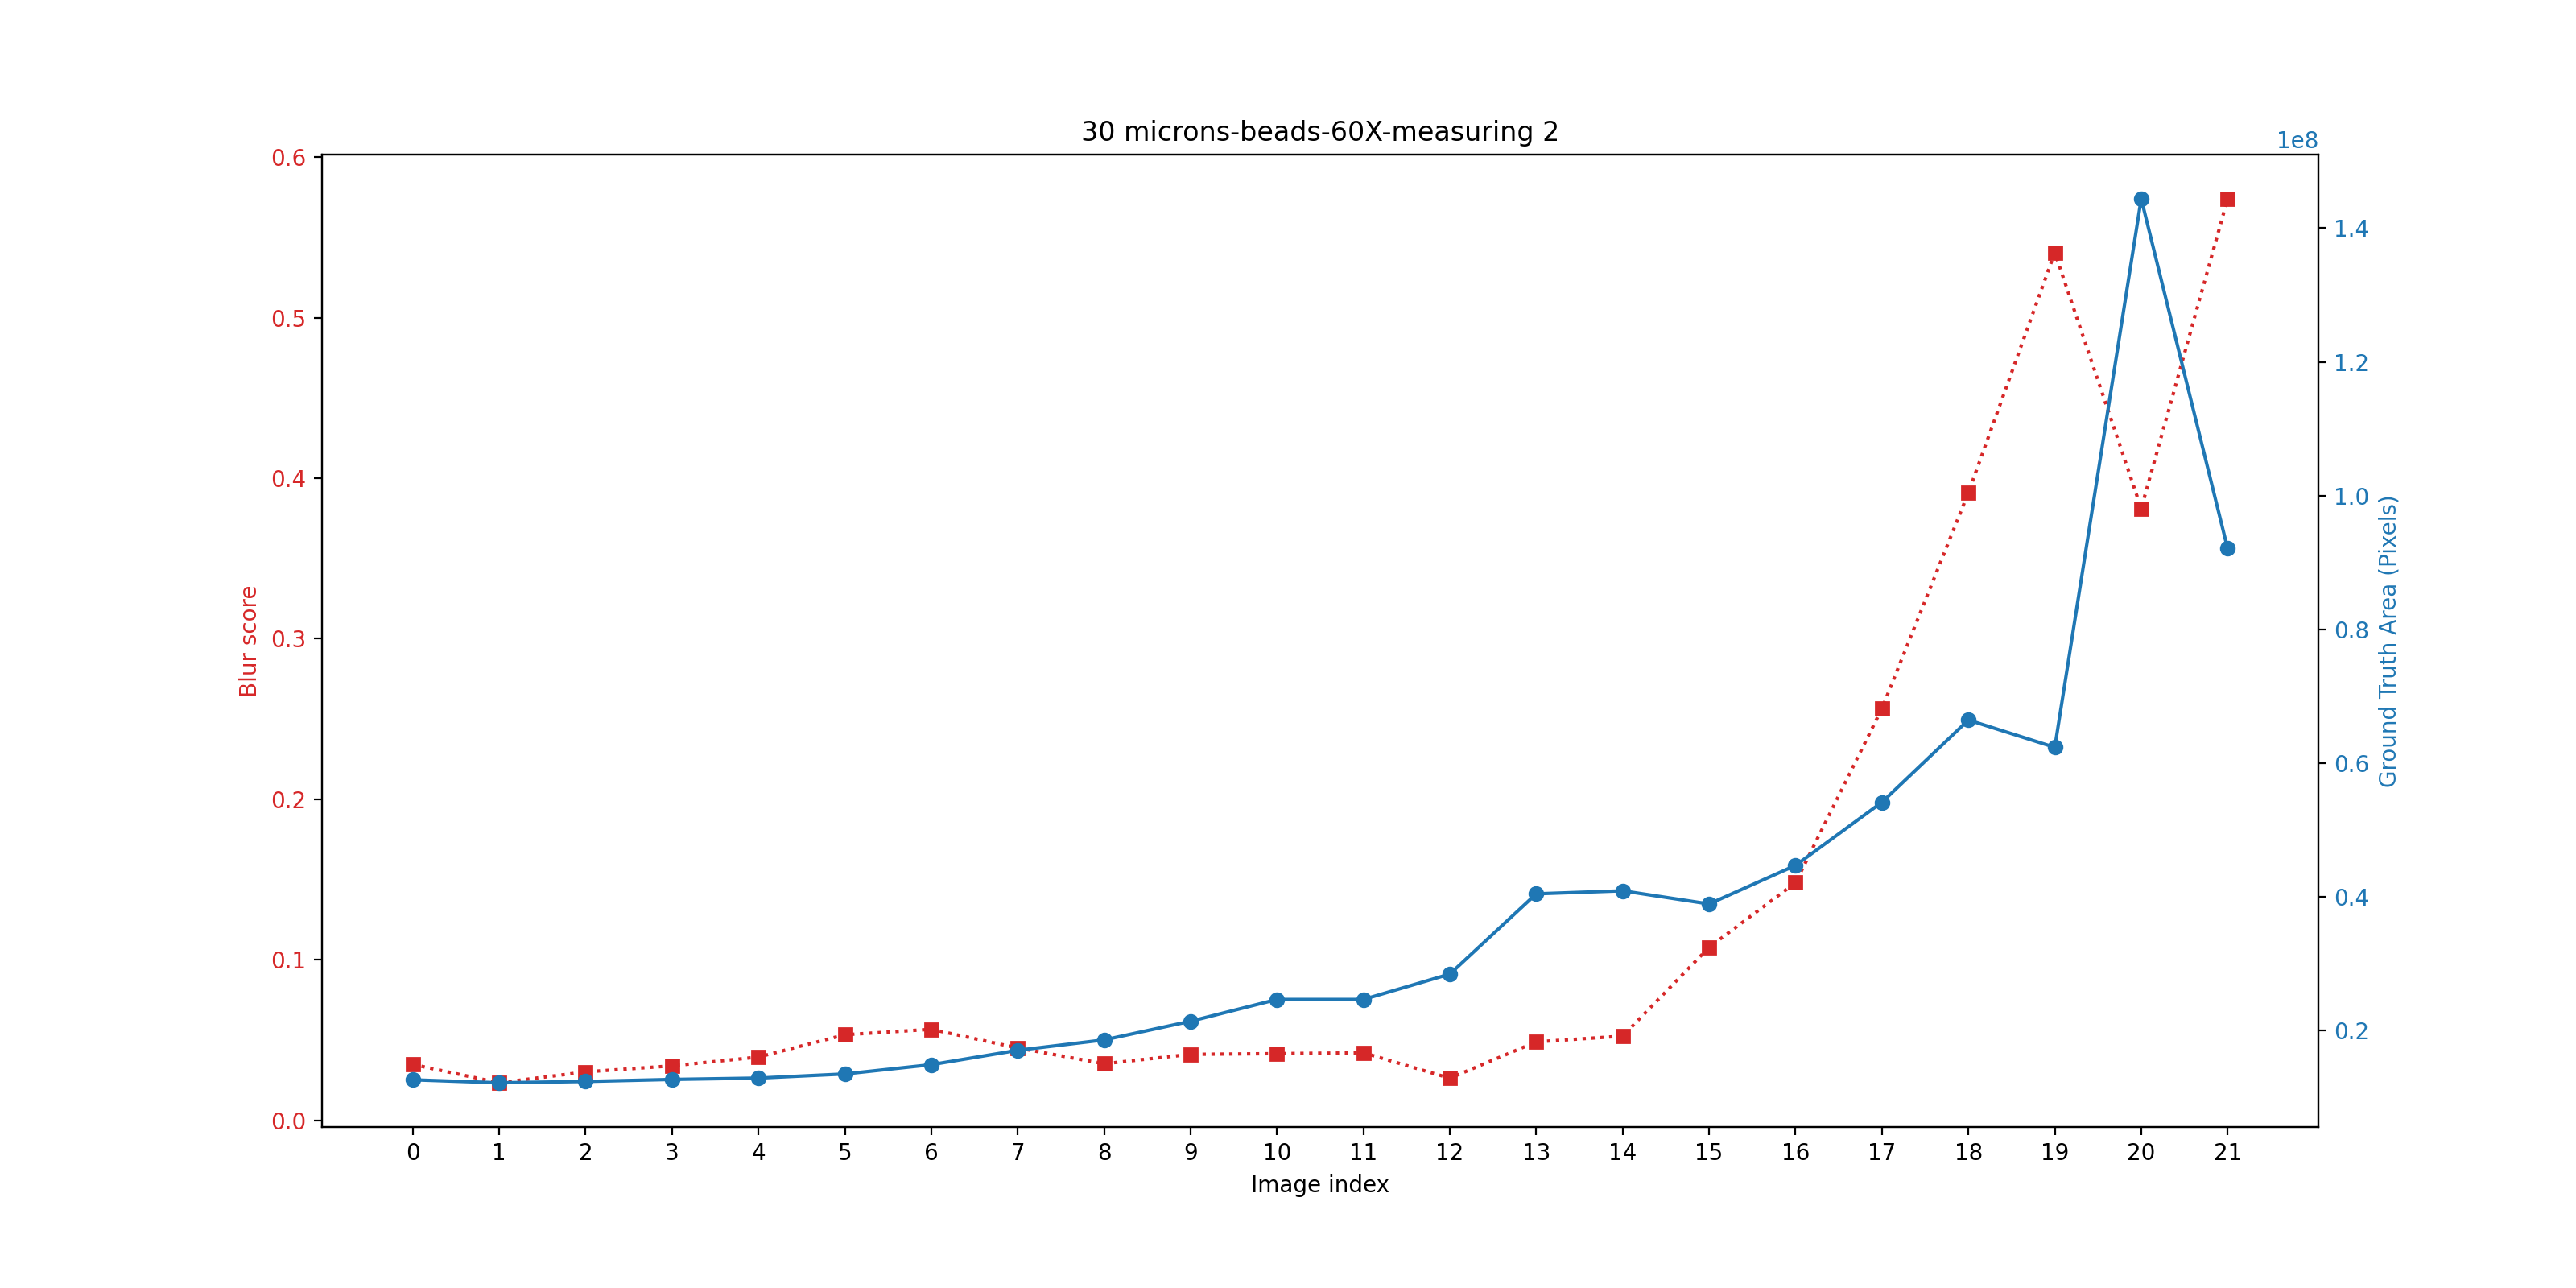 30 microns-beads-60X-measuring 2
1e8
0.6
0.5
0.4
0.3
0.2
0.1
0.0
Blur score
1.4
1.2
1.0
0.8
0.6
0.4
0.2
Ground Truth Area (Pixels)
0 1 2 3 4 5 6 7 8 9 10 11 12 13 14 15 16 17 18 19 20 21
Image index